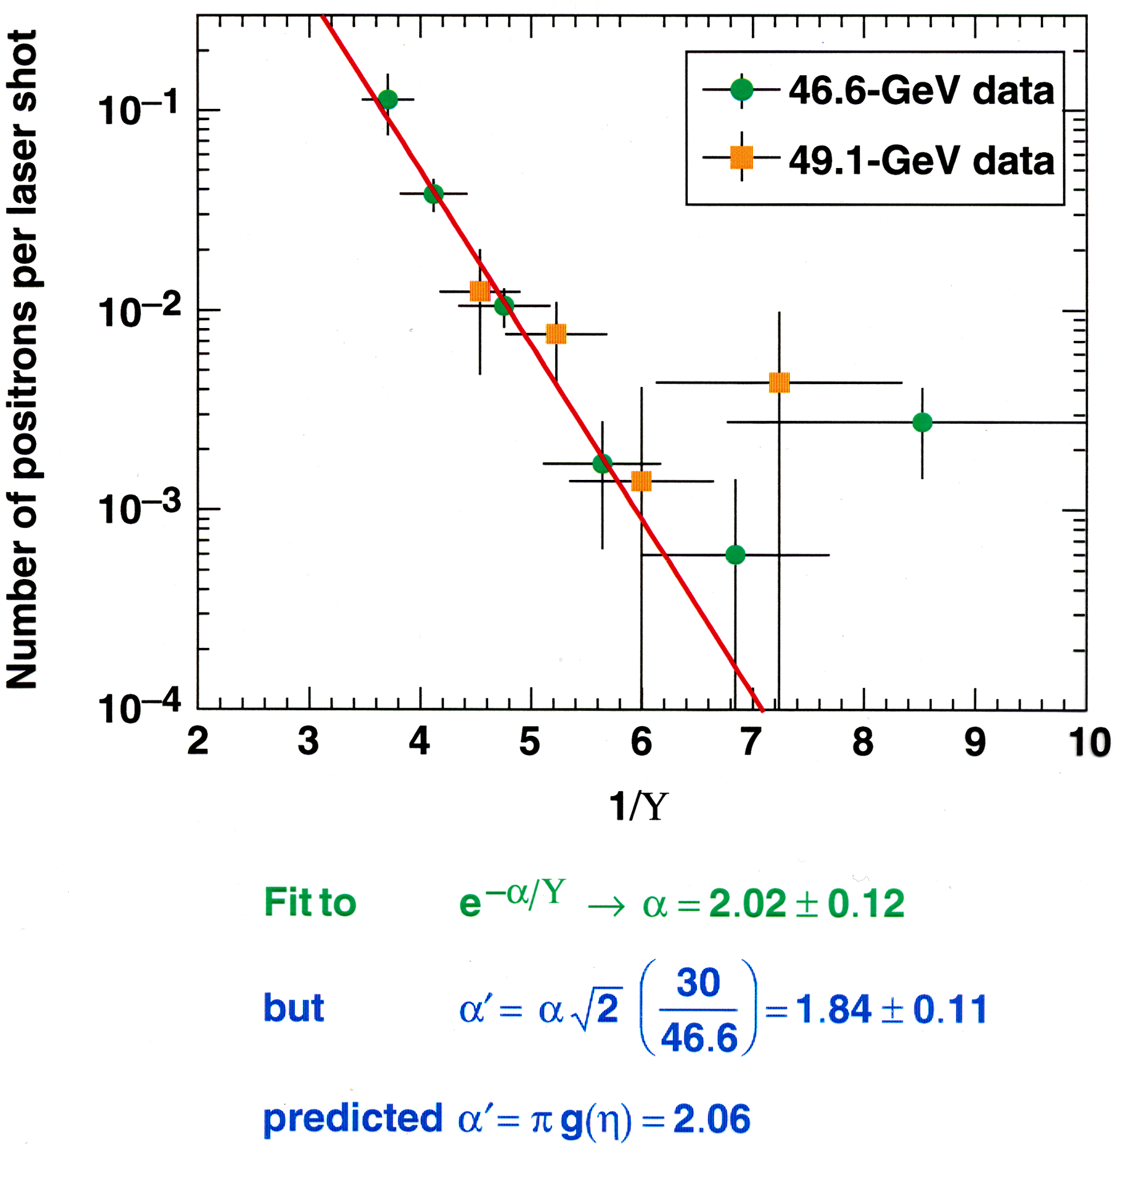 Number of positrons per laser shot
10⁻¹
10⁻²
10⁻³
10⁻⁴
46.6-GeV data
49.1-GeV data
2 3 4 5 6 7 8 9 10
1/Υ
Fit to e^−α/Υ → α = 2.02 ± 0.12
but α′ = α √2 (30/46.6) = 1.84 ± 0.11
predicted α′ = π g(η) = 2.06